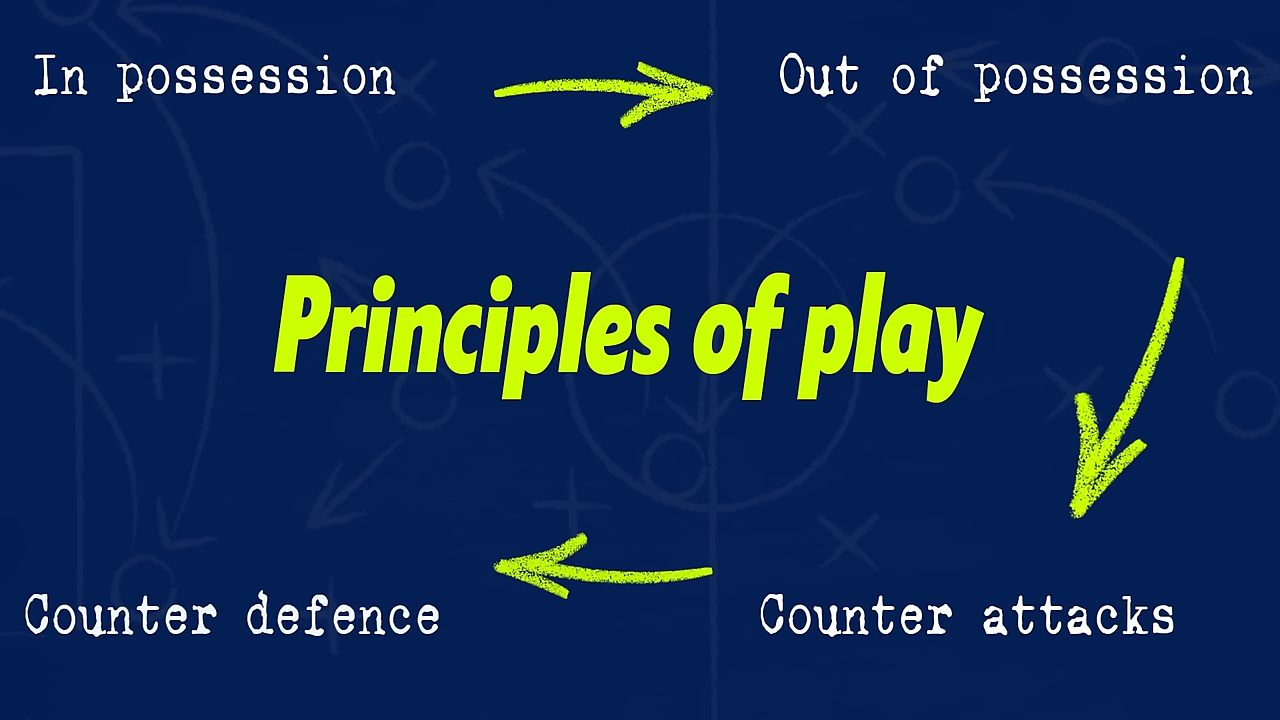 In possession
Out of possession
Principles of play
Counter defence
Counter attacks